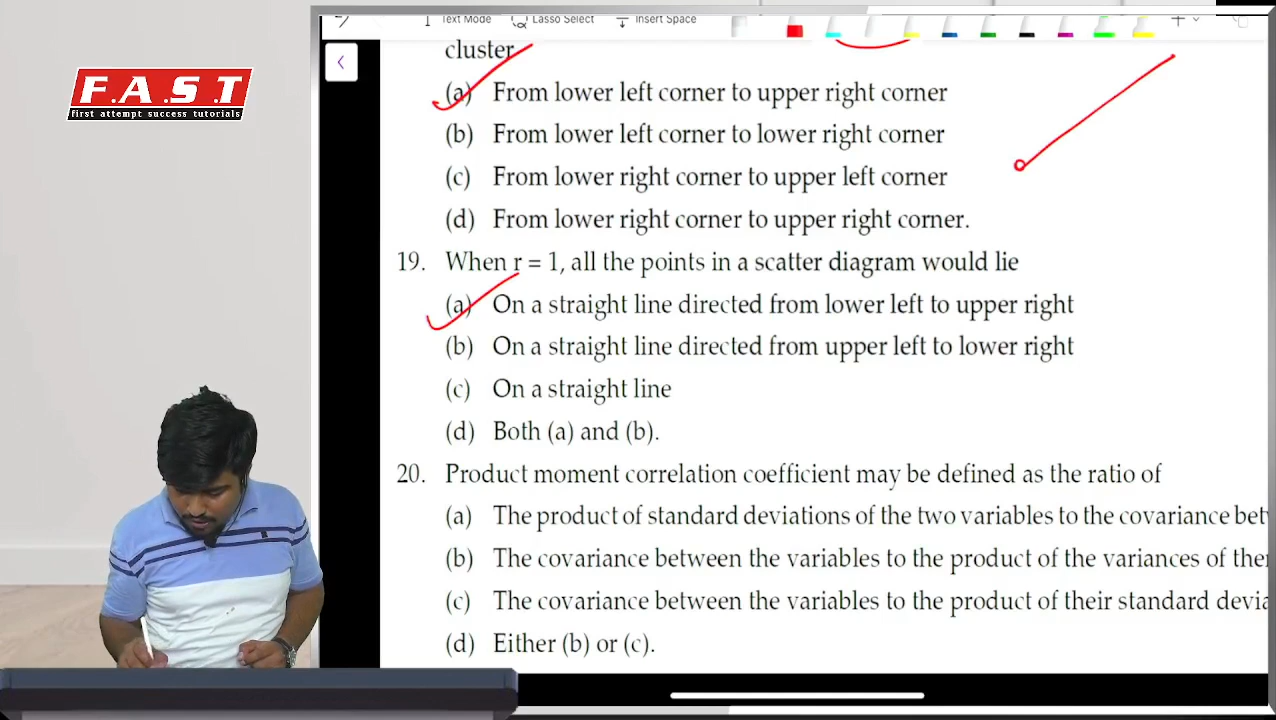 Text Mode Lasso Select Insert Space
F.A.S.T
first attempt success tutorials
cluster
(a) From lower left corner to upper right corner
(b) From lower left corner to lower right corner
(c) From lower right corner to upper left corner
(d) From lower right corner to upper right corner.
19. When r = 1, all the points in a scatter diagram would lie
(a) On a straight line directed from lower left to upper right
(b) On a straight line directed from upper left to lower right
(c) On a straight line
(d) Both (a) and (b).
20. Product moment correlation coefficient may be defined as the ratio of
(a) The product of standard deviations of the two variables to the covariance bet
(b) The covariance between the variables to the product of the variances of the
(c) The covariance between the variables to the product of their standard devia
(d) Either (b) or (c).